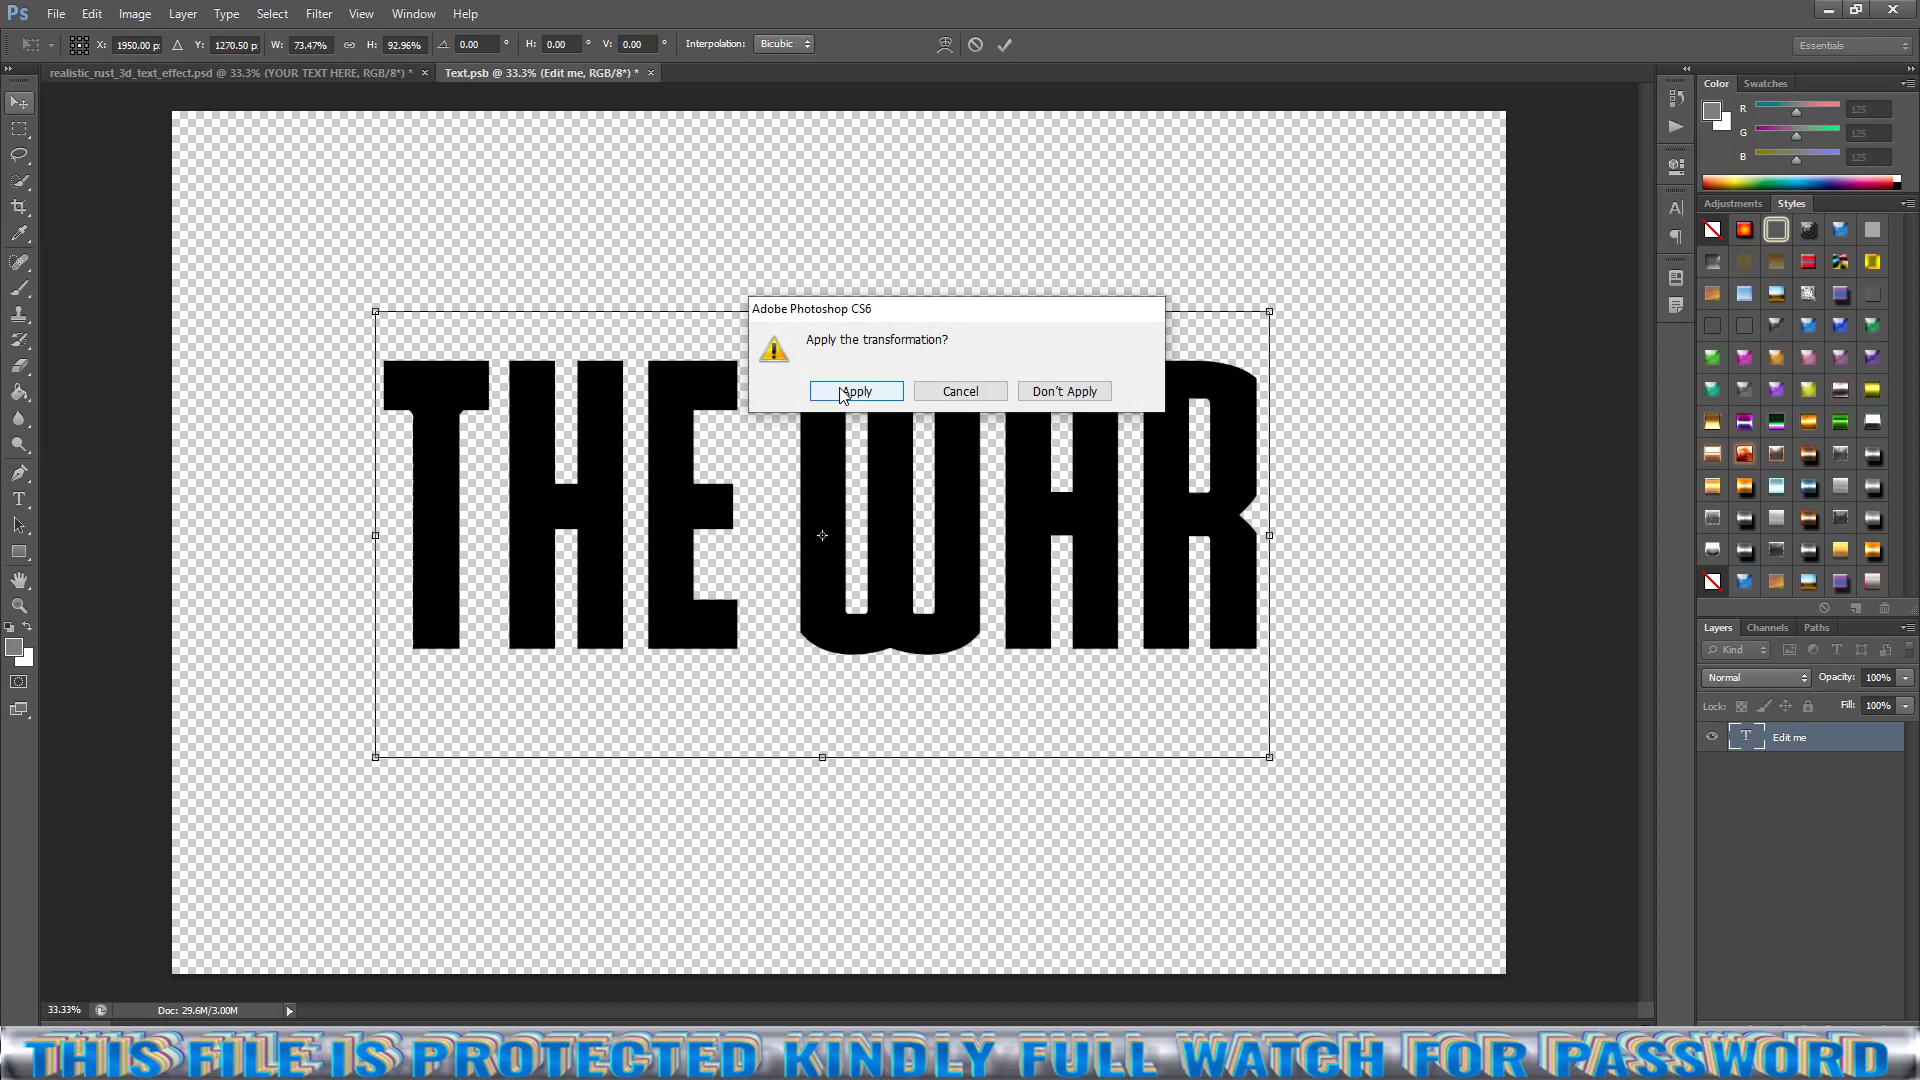 Ps File Edit Image Layer Type Select Filter View Window Help
X: 1950.00 p: Y: 1270.50 p: W: 73.47% H: 92.96% 0.00 ° H: 0.00 ° V: 0.00 ° Interpolation: Bicubic Essentials
realistic_rust_3d_text_effect.psd @ 33.3% (YOUR TEXT HERE, RGB/8*) * × Text.psb @ 33.3% (Edit me, RGB/8*) * ×
Color Swatches
R 125
G 125
B 125
Adjustments Styles
Adobe Photoshop CS6
Apply the transformation?
Apply Cancel Don't Apply
THE WAR
Layers Channels Paths
Kind
Normal Opacity: 100%
Lock: Fill: 100%
T Edit me
33.33% Doc: 29.6M/3.00M
THIS FILE IS PROTECTED KINDLY FULL WATCH FOR PASSWORD